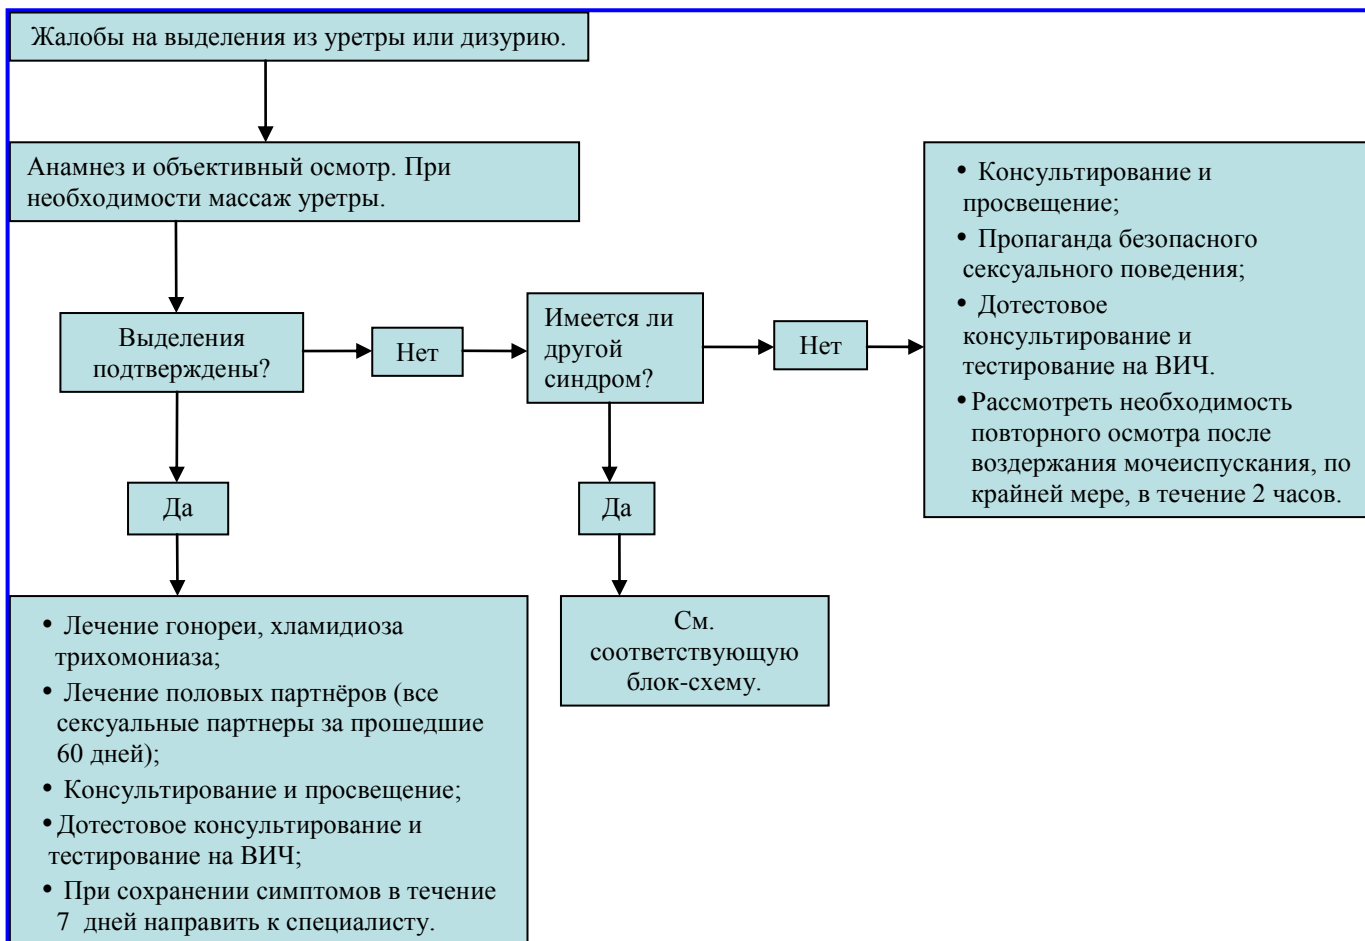 Жалобы на выделения из уретры или дизурию.
Анамнез и объективный осмотр. При
необходимости массаж уретры.
Выделения
подтверждены?
Нет
Имеется ли
другой
синдром?
Нет
• Консультирование и
просвещение;
• Пропаганда безопасного
сексуального поведения;
• Дотестовое
консультирование и
тестирование на ВИЧ.
• Рассмотреть необходимость
повторного осмотра после
воздержания мочеиспускания, по
крайней мере, в течение 2 часов.
Да
Да
• Лечение гонореи, хламидиоза
трихомониаза;
• Лечение половых партнёров (все
сексуальные партнеры за прошедшие
60 дней);
• Консультирование и просвещение;
• Дотестовое консультирование и
тестирование на ВИЧ;
• При сохранении симптомов в течение
7 дней направить к специалисту.
См.
соответствующую
блок-схему.